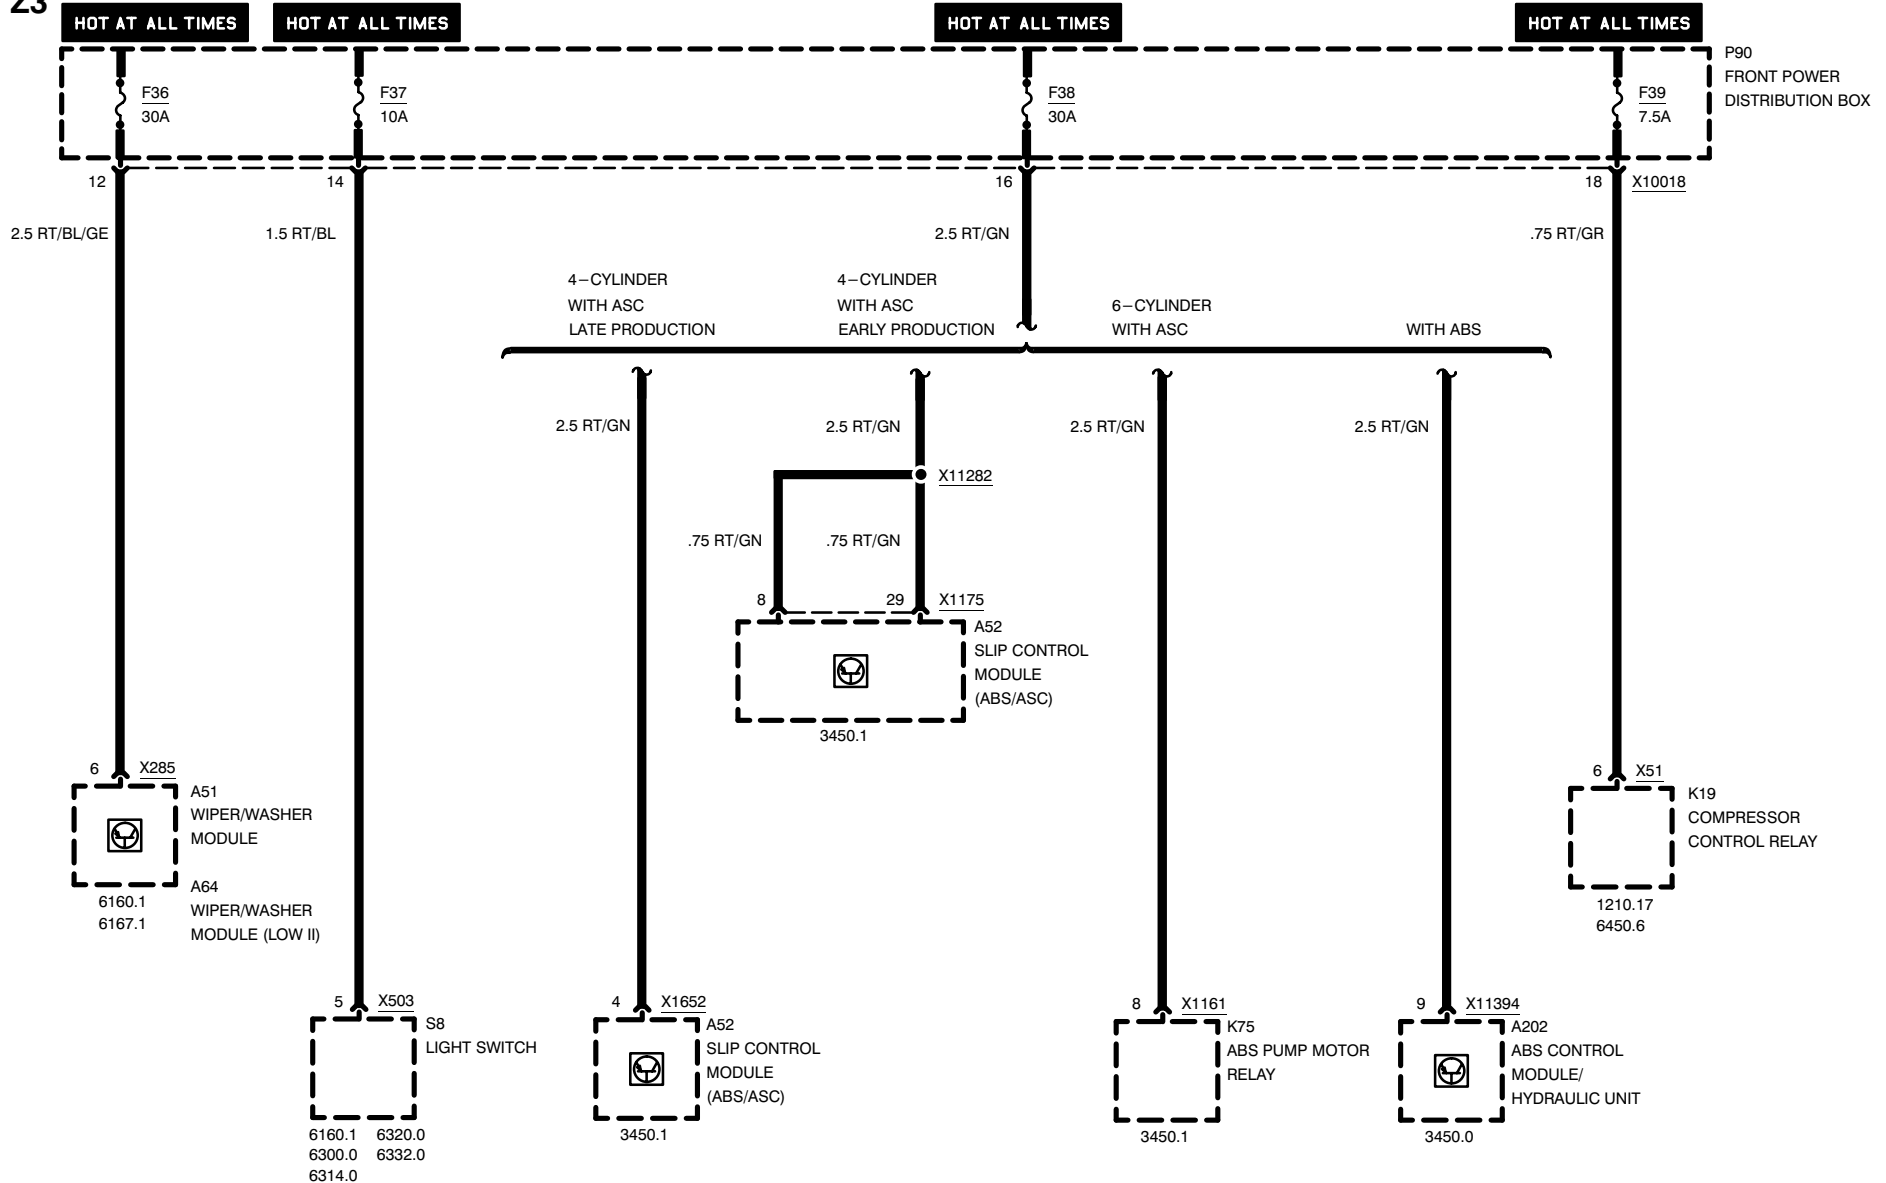 Z3
HOT AT ALL TIMES
HOT AT ALL TIMES
HOT AT ALL TIMES
HOT AT ALL TIMES
P90
FRONT POWER
DISTRIBUTION BOX
F36
30A
F37
10A
F38
30A
F39
7.5A
12
14
16
18
X10018
2.5 RT/BL/GE
1.5 RT/BL
2.5 RT/GN
.75 RT/GR
4-CYLINDER
WITH ASC
LATE PRODUCTION
4-CYLINDER
WITH ASC
EARLY PRODUCTION
6-CYLINDER
WITH ASC
WITH ABS
2.5 RT/GN
2.5 RT/GN
2.5 RT/GN
2.5 RT/GN
X11282
.75 RT/GN
.75 RT/GN
8
29
X1175
A52
SLIP CONTROL
MODULE
(ABS/ASC)
3450.1
6
X285
A51
WIPER/WASHER
MODULE
A64
WIPER/WASHER
MODULE (LOW II)
6160.1
6167.1
6
X51
K19
COMPRESSOR
CONTROL RELAY
1210.17
6450.6
5
X503
S8
LIGHT SWITCH
6160.1 6320.0
6300.0 6332.0
6314.0
4
X1652
A52
SLIP CONTROL
MODULE
(ABS/ASC)
3450.1
8
X1161
K75
ABS PUMP MOTOR
RELAY
3450.1
9
X11394
A202
ABS CONTROL
MODULE/
HYDRAULIC UNIT
3450.0